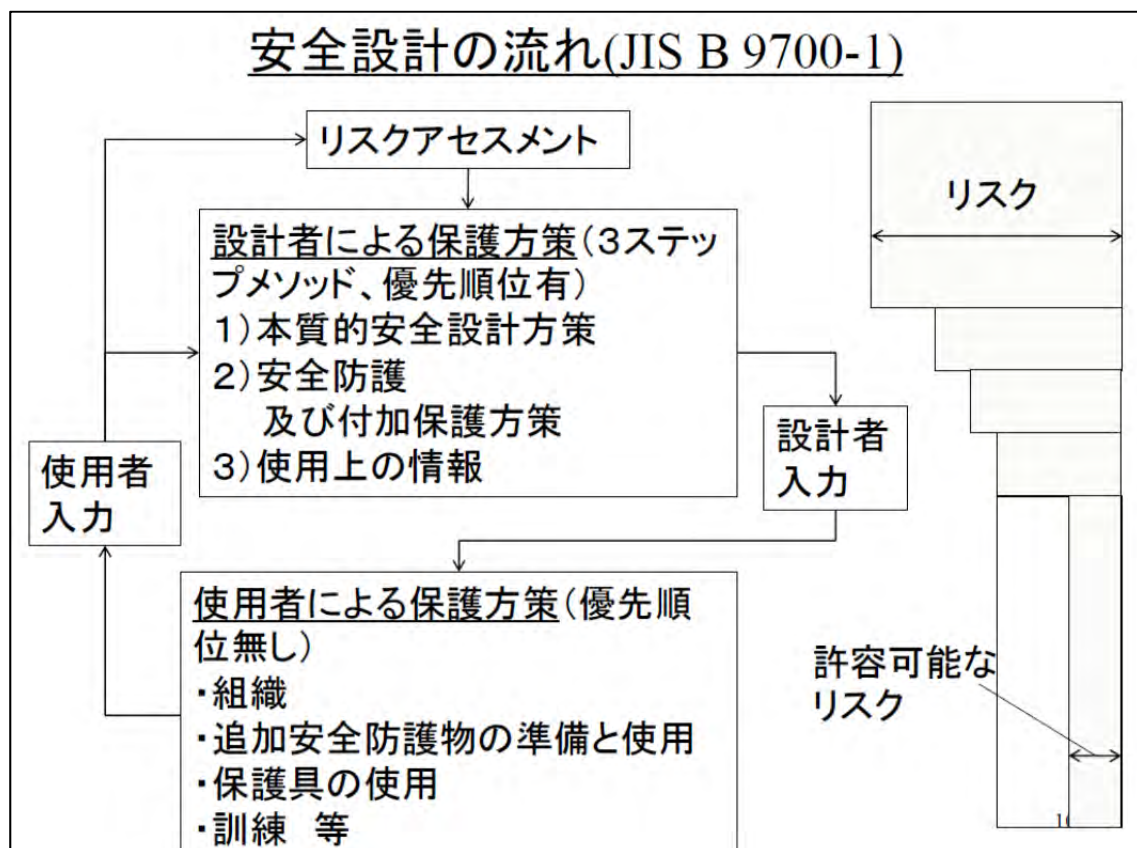 安全設計の流れ(JIS B 9700-1)
リスクアセスメント
リスク
設計者による保護方策(3ステッ
プメソッド、優先順位有)
1)本質的安全設計方策
2)安全防護
及び付加保護方策
3)使用上の情報
設計者
入力
使用者
入力
使用者による保護方策(優先順
位無し)
・組織
・追加安全防護物の準備と使用
・保護具の使用
・訓練 等
許容可能な
リスク